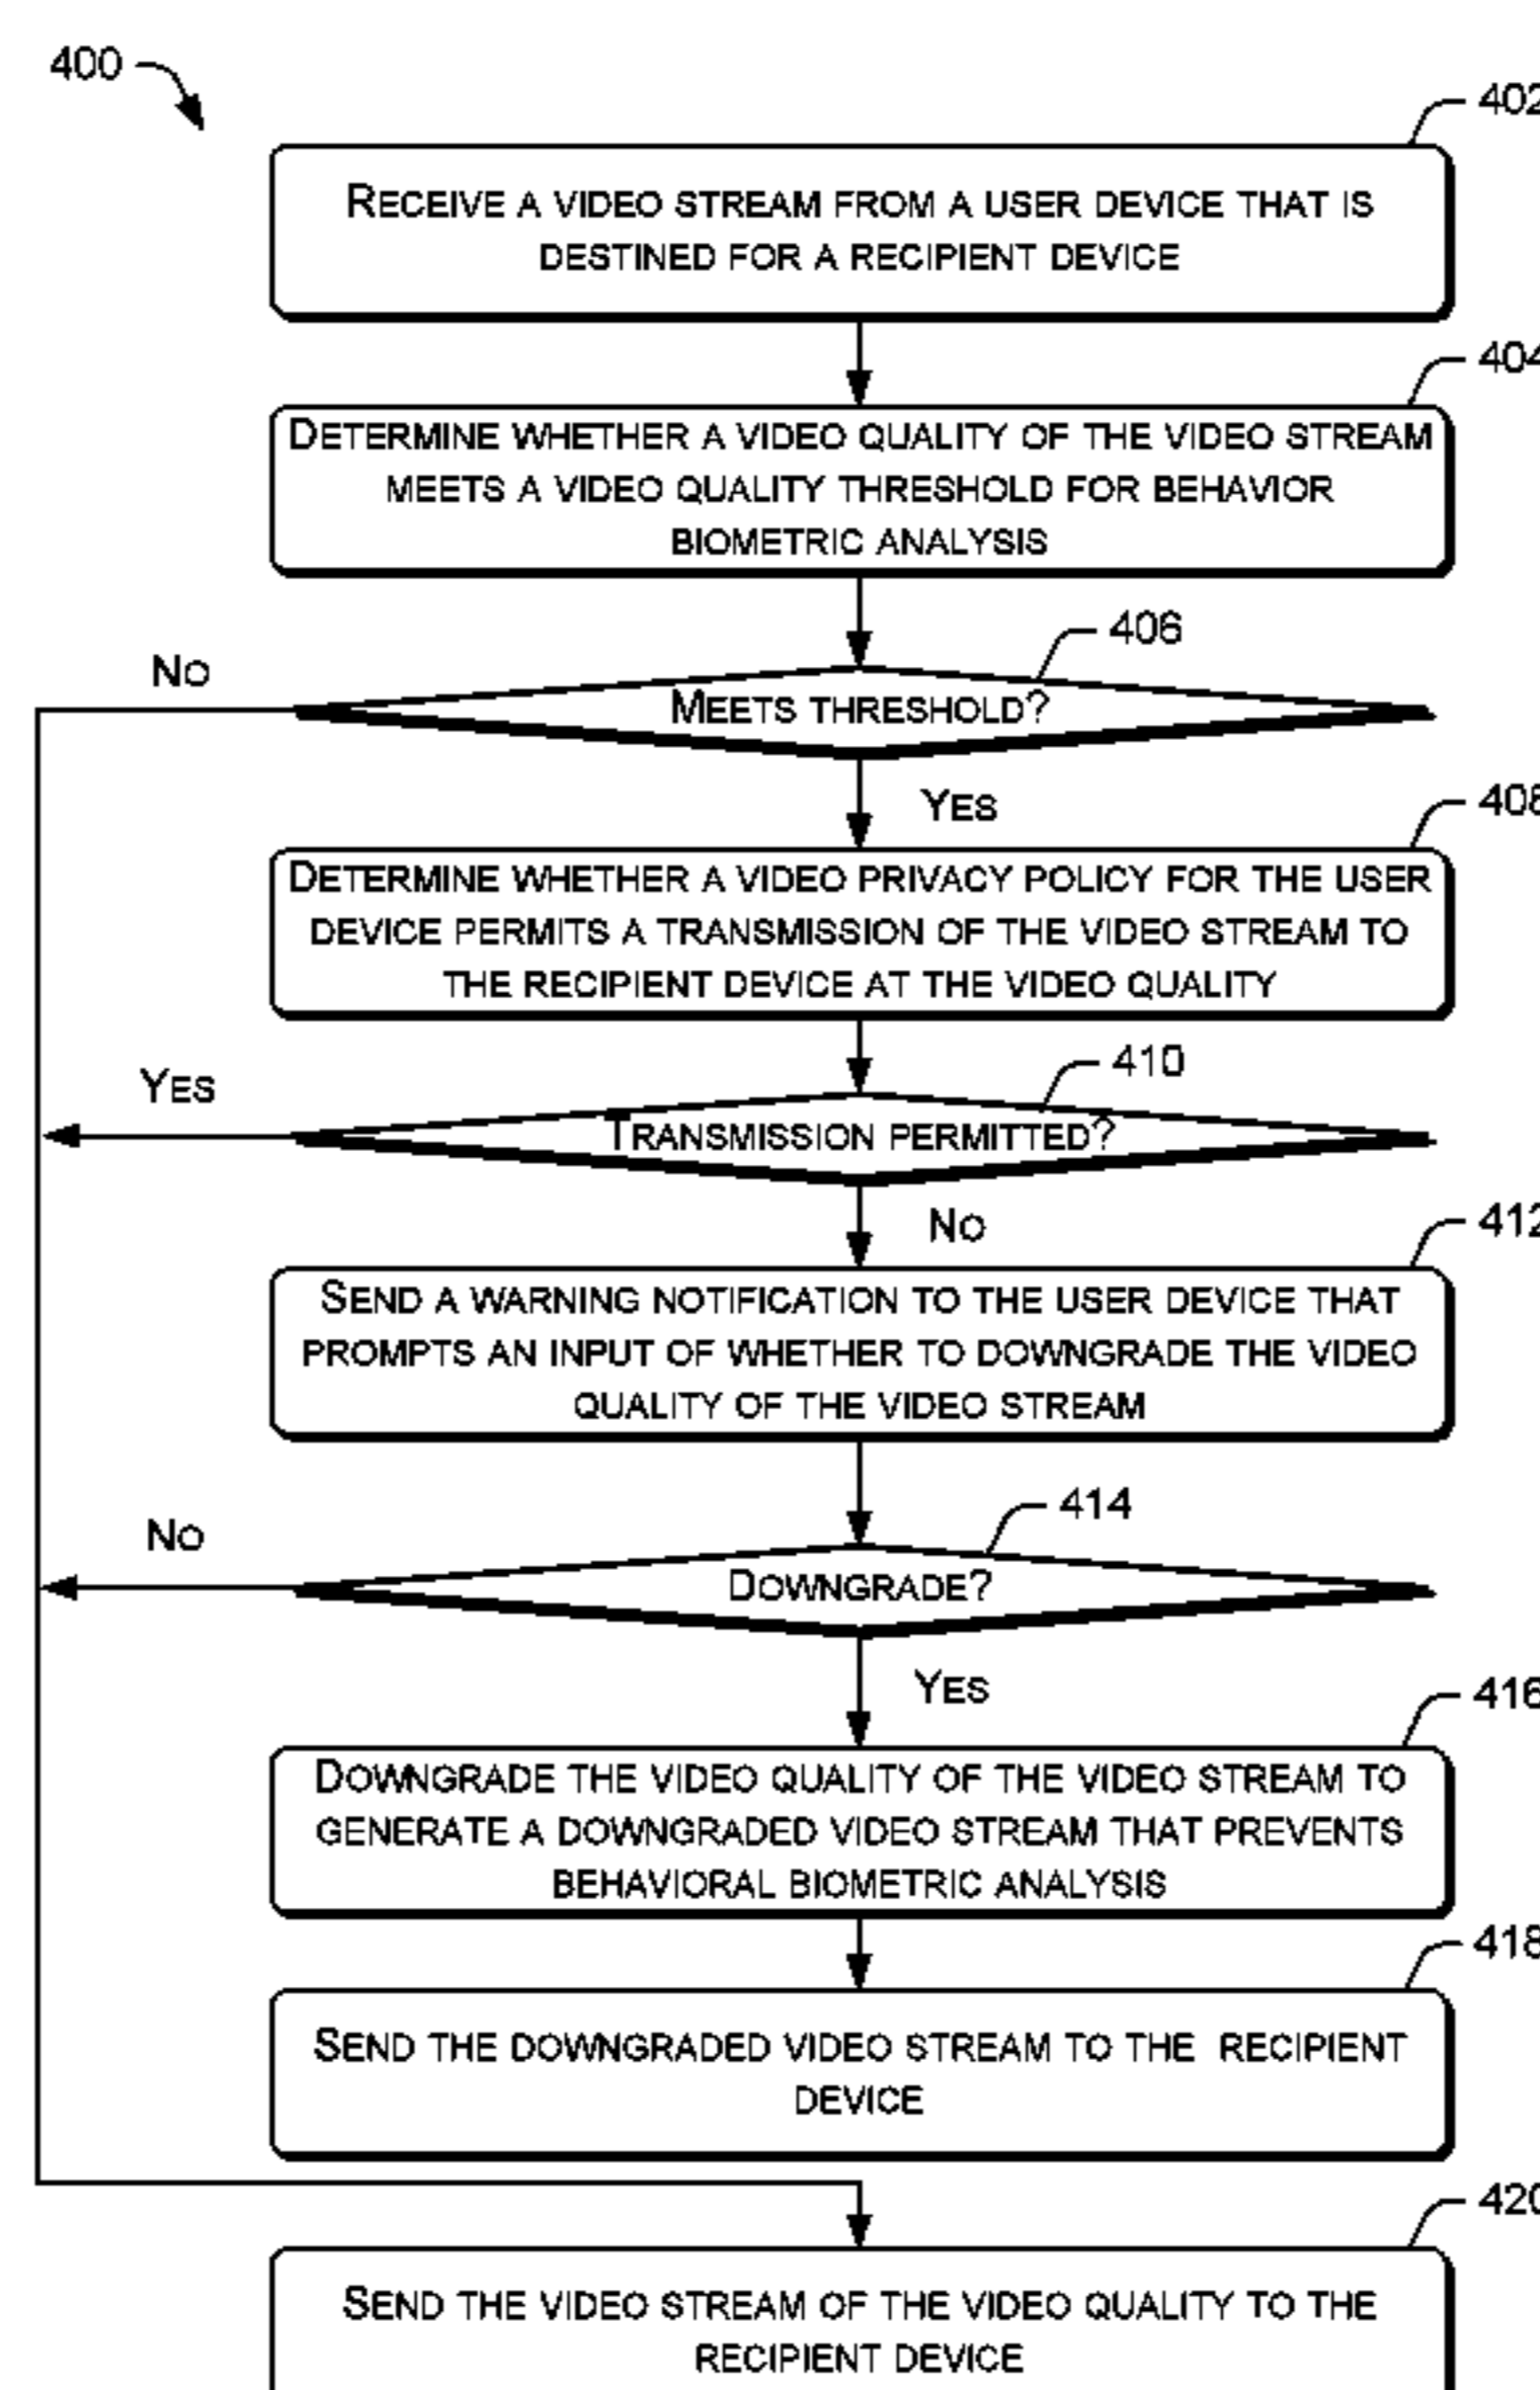 400
402
RECEIVE A VIDEO STREAM FROM A USER DEVICE THAT IS
DESTINED FOR A RECIPIENT DEVICE
404
DETERMINE WHETHER A VIDEO QUALITY OF THE VIDEO STREAM
MEETS A VIDEO QUALITY THRESHOLD FOR BEHAVIOR
BIOMETRIC ANALYSIS
406
NO
MEETS THRESHOLD?
YES
408
DETERMINE WHETHER A VIDEO PRIVACY POLICY FOR THE USER
DEVICE PERMITS A TRANSMISSION OF THE VIDEO STREAM TO
THE RECIPIENT DEVICE AT THE VIDEO QUALITY
410
YES
TRANSMISSION PERMITTED?
NO
412
SEND A WARNING NOTIFICATION TO THE USER DEVICE THAT
PROMPTS AN INPUT OF WHETHER TO DOWNGRADE THE VIDEO
QUALITY OF THE VIDEO STREAM
414
NO
DOWNGRADE?
YES
416
DOWNGRADE THE VIDEO QUALITY OF THE VIDEO STREAM TO
GENERATE A DOWNGRADED VIDEO STREAM THAT PREVENTS
BEHAVIORAL BIOMETRIC ANALYSIS
418
SEND THE DOWNGRADED VIDEO STREAM TO THE RECIPIENT
DEVICE
420
SEND THE VIDEO STREAM OF THE VIDEO QUALITY TO THE
RECIPIENT DEVICE